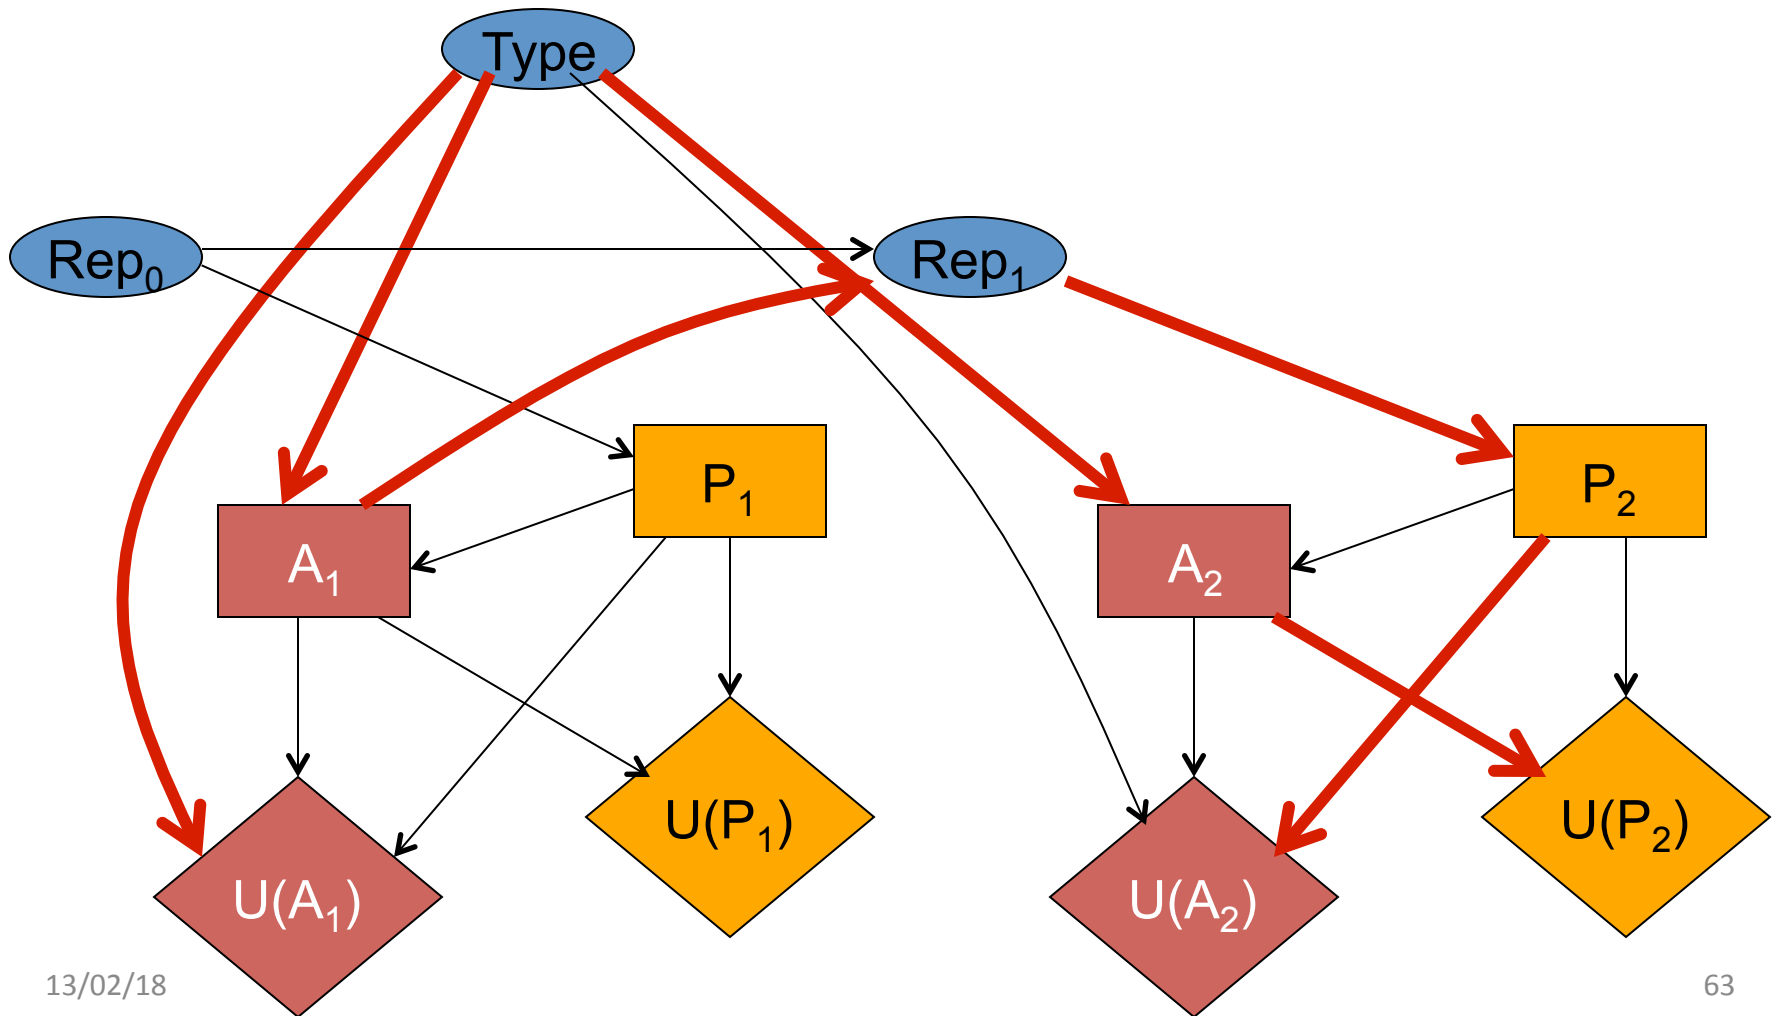 Type
Rep₀
Rep₁
P₁
P₂
A₁
A₂
U(P₁)
U(P₂)
U(A₁)
U(A₂)
13/02/18
63